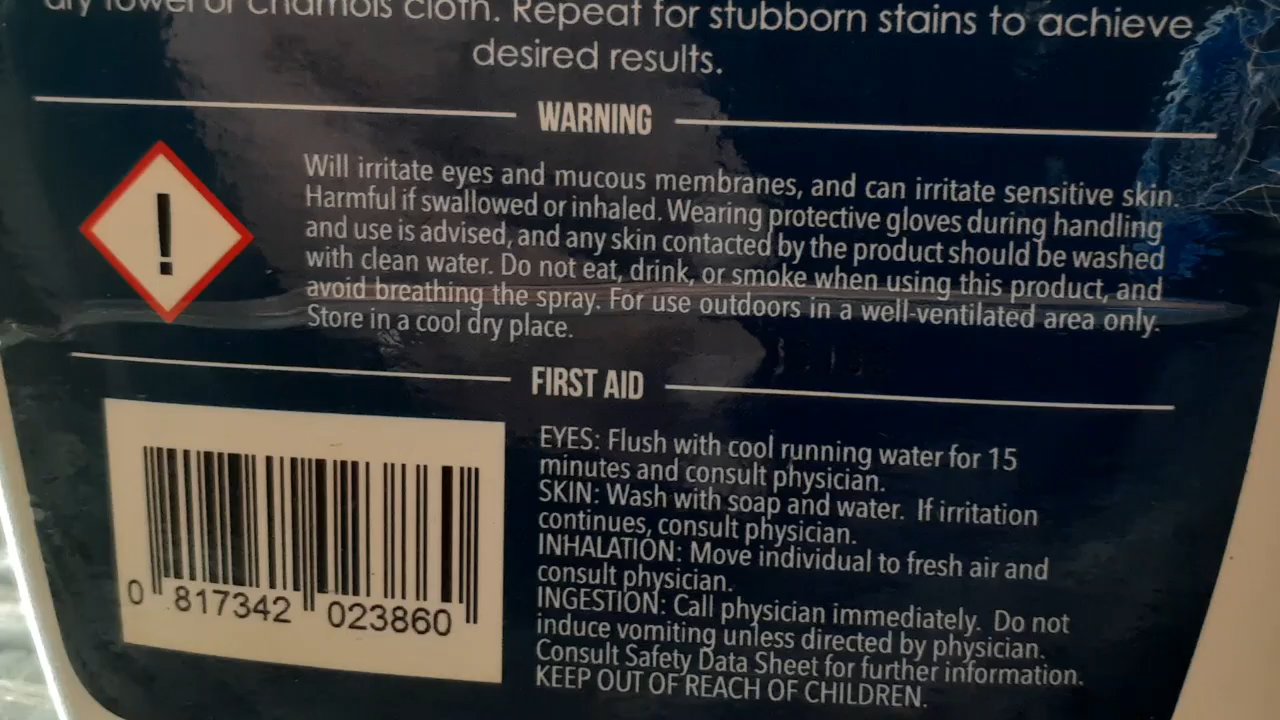 dry towel or chamois cloth. Repeat for stubborn stains to achieve
desired results.
WARNING
Will irritate eyes and mucous membranes, and can irritate sensitive skin.
Harmful if swallowed or inhaled. Wearing protective gloves during handling
and use is advised, and any skin contacted by the product should be washed
with clean water. Do not eat, drink, or smoke when using this product, and
avoid breathing the spray. For use outdoors in a well-ventilated area only.
Store in a cool dry place.
FIRST AID
EYES: Flush with cool running water for 15
minutes and consult physician.
SKIN: Wash with soap and water. If irritation
continues, consult physician.
INHALATION: Move individual to fresh air and
consult physician.
INGESTION: Call physician immediately. Do not
induce vomiting unless directed by physician.
Consult Safety Data Sheet for further information.
KEEP OUT OF REACH OF CHILDREN.
0 817342 023860